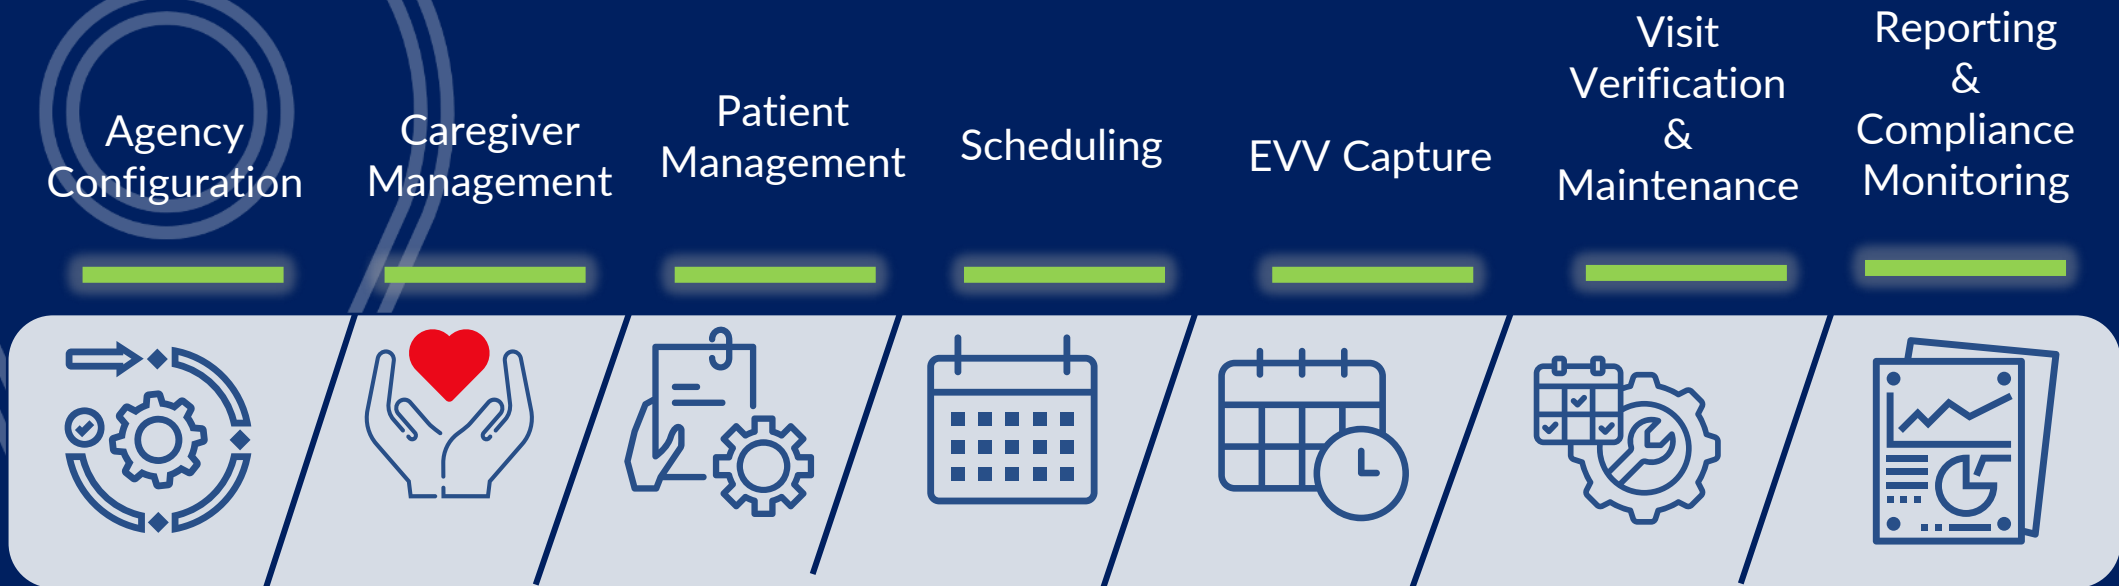 Agency
Configuration
Caregiver
Management
Patient
Management
Scheduling
EVV Capture
Visit
Verification
&
Maintenance
Reporting
&
Compliance
Monitoring